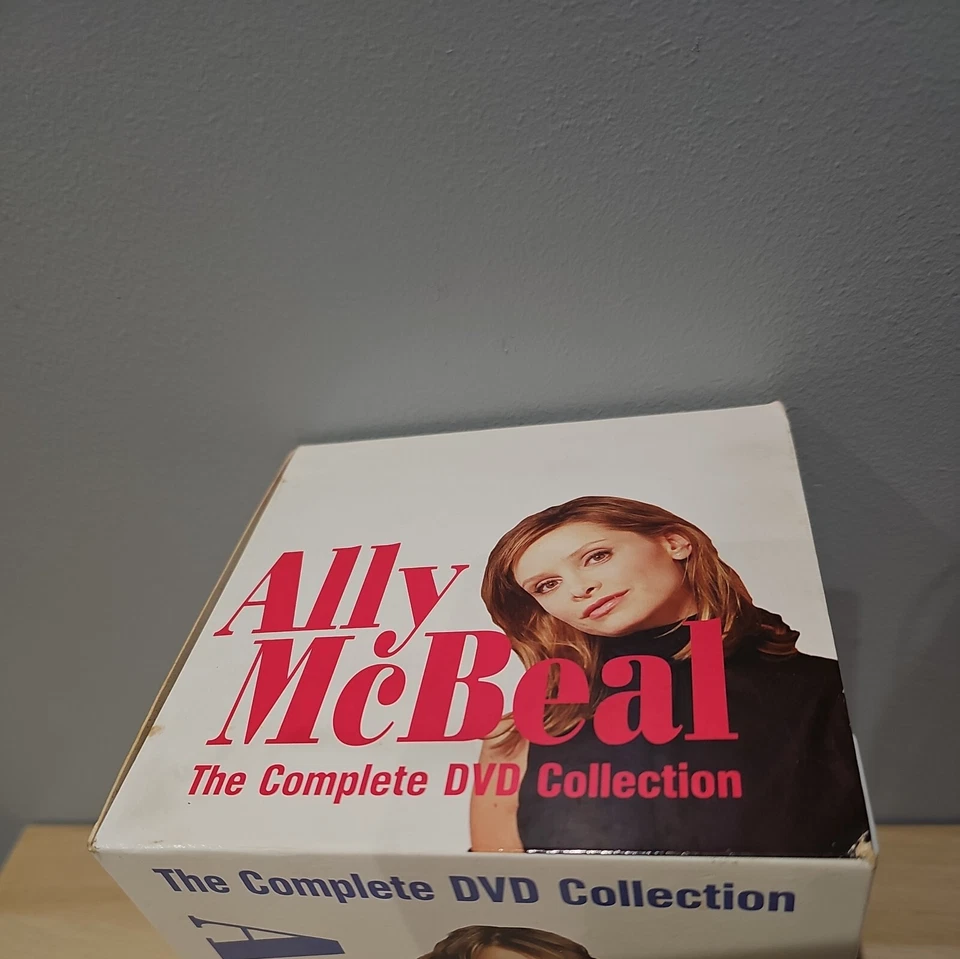 Ally
McBeal
The Complete DVD Collection
The Complete DVD Collection